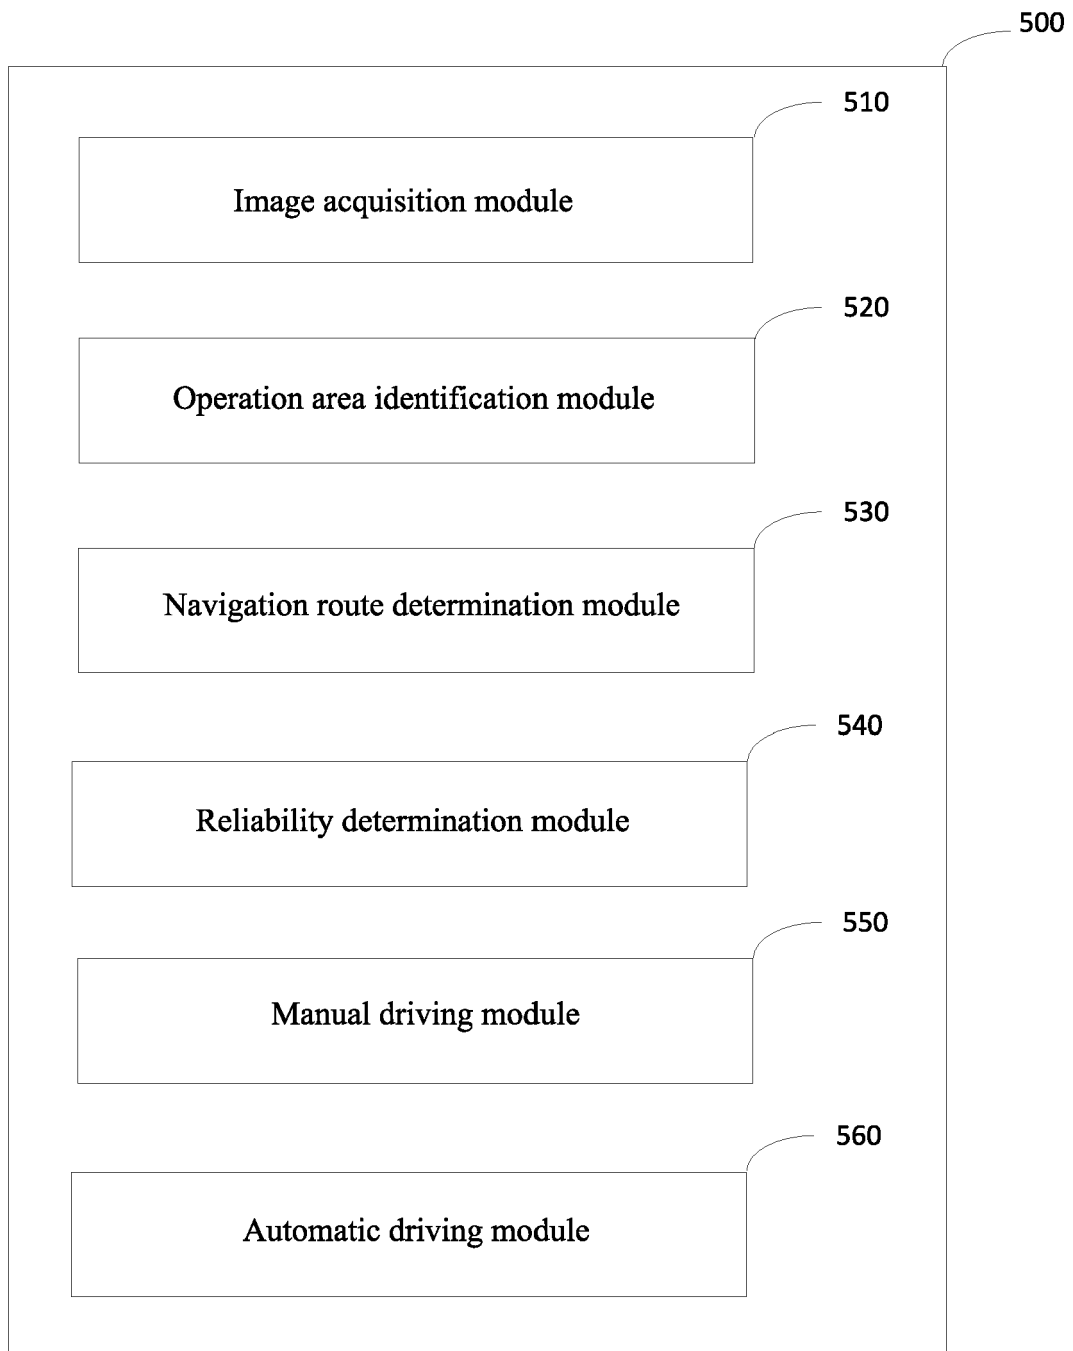 500
510
Image acquisition module
520
Operation area identification module
530
Navigation route determination module
540
Reliability determination module
550
Manual driving module
560
Automatic driving module